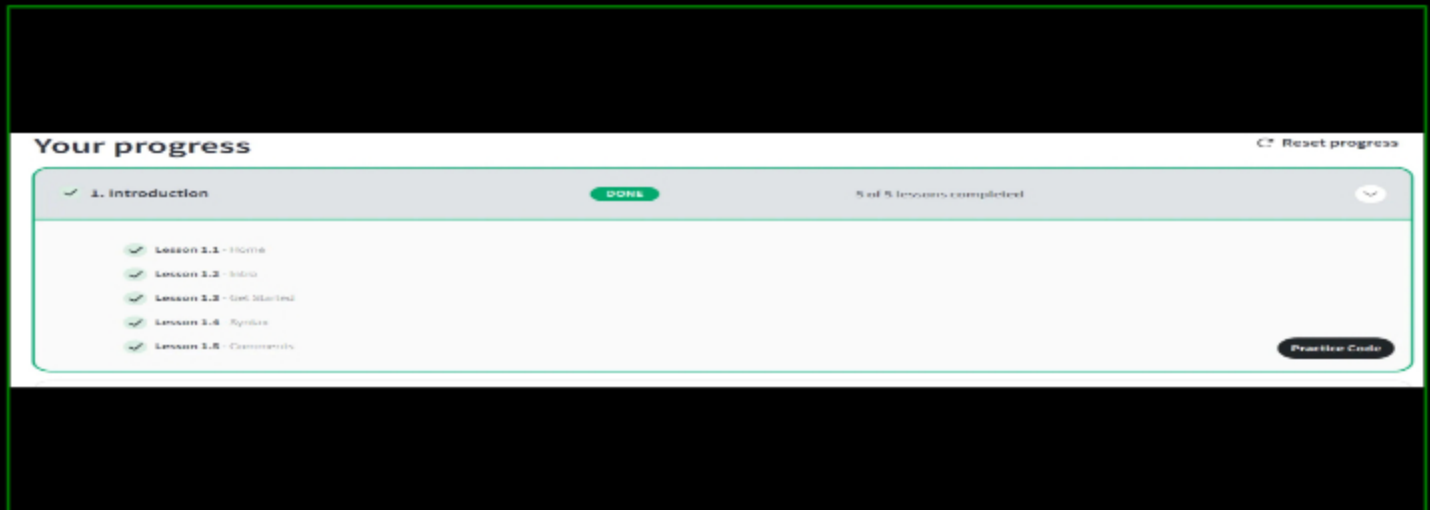 Your progress
Reset progress
1. Introduction
DONE
5 of 5 lessons completed
Lesson 1.1 - Home
Lesson 1.2 - Intro
Lesson 1.3 - Get Started
Lesson 1.4 - Syntax
Lesson 1.5 - Comments
Practice Code